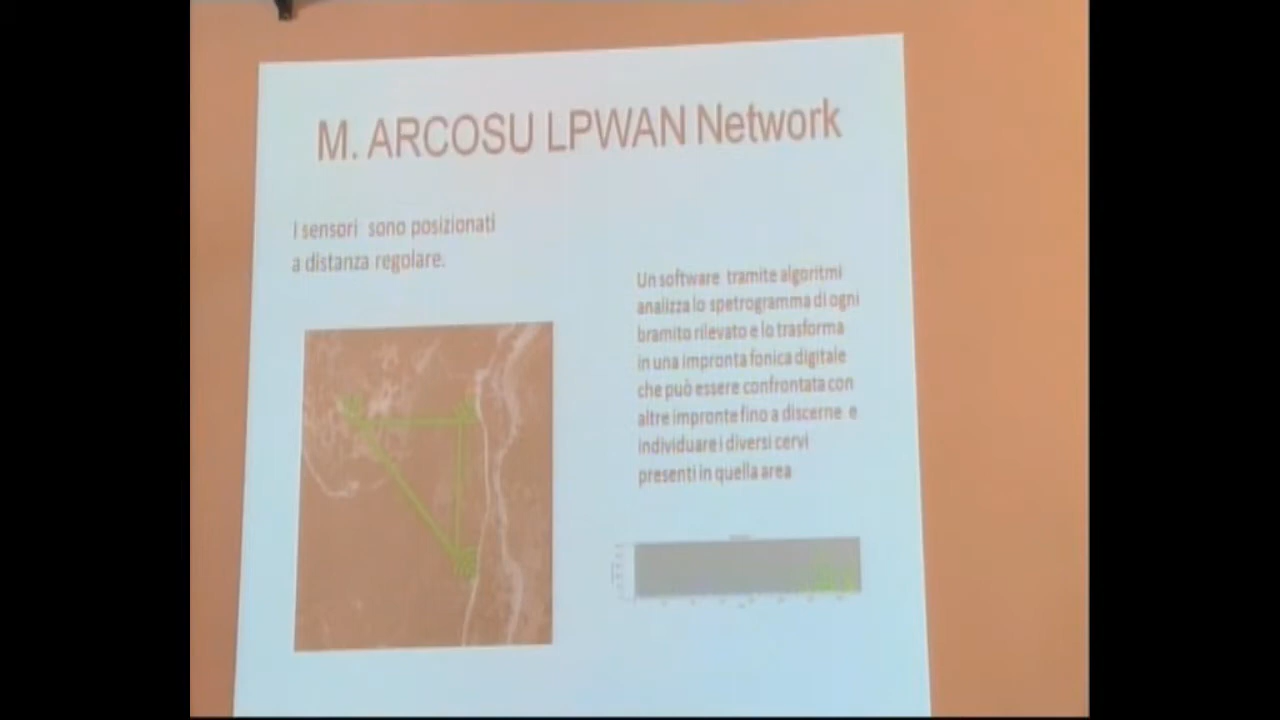 M. ARCOSU LPWAN Network
I sensori sono posizionati
a distanza regolare.
Un software tramite algoritmi
analizza lo spetrogramma di ogni
bramito rilevato e lo trasforma
in una impronta fonica digitale
che può essere confrontata con
altre impronte fino a discerne e
individuare i diversi cervi
presenti in quella area